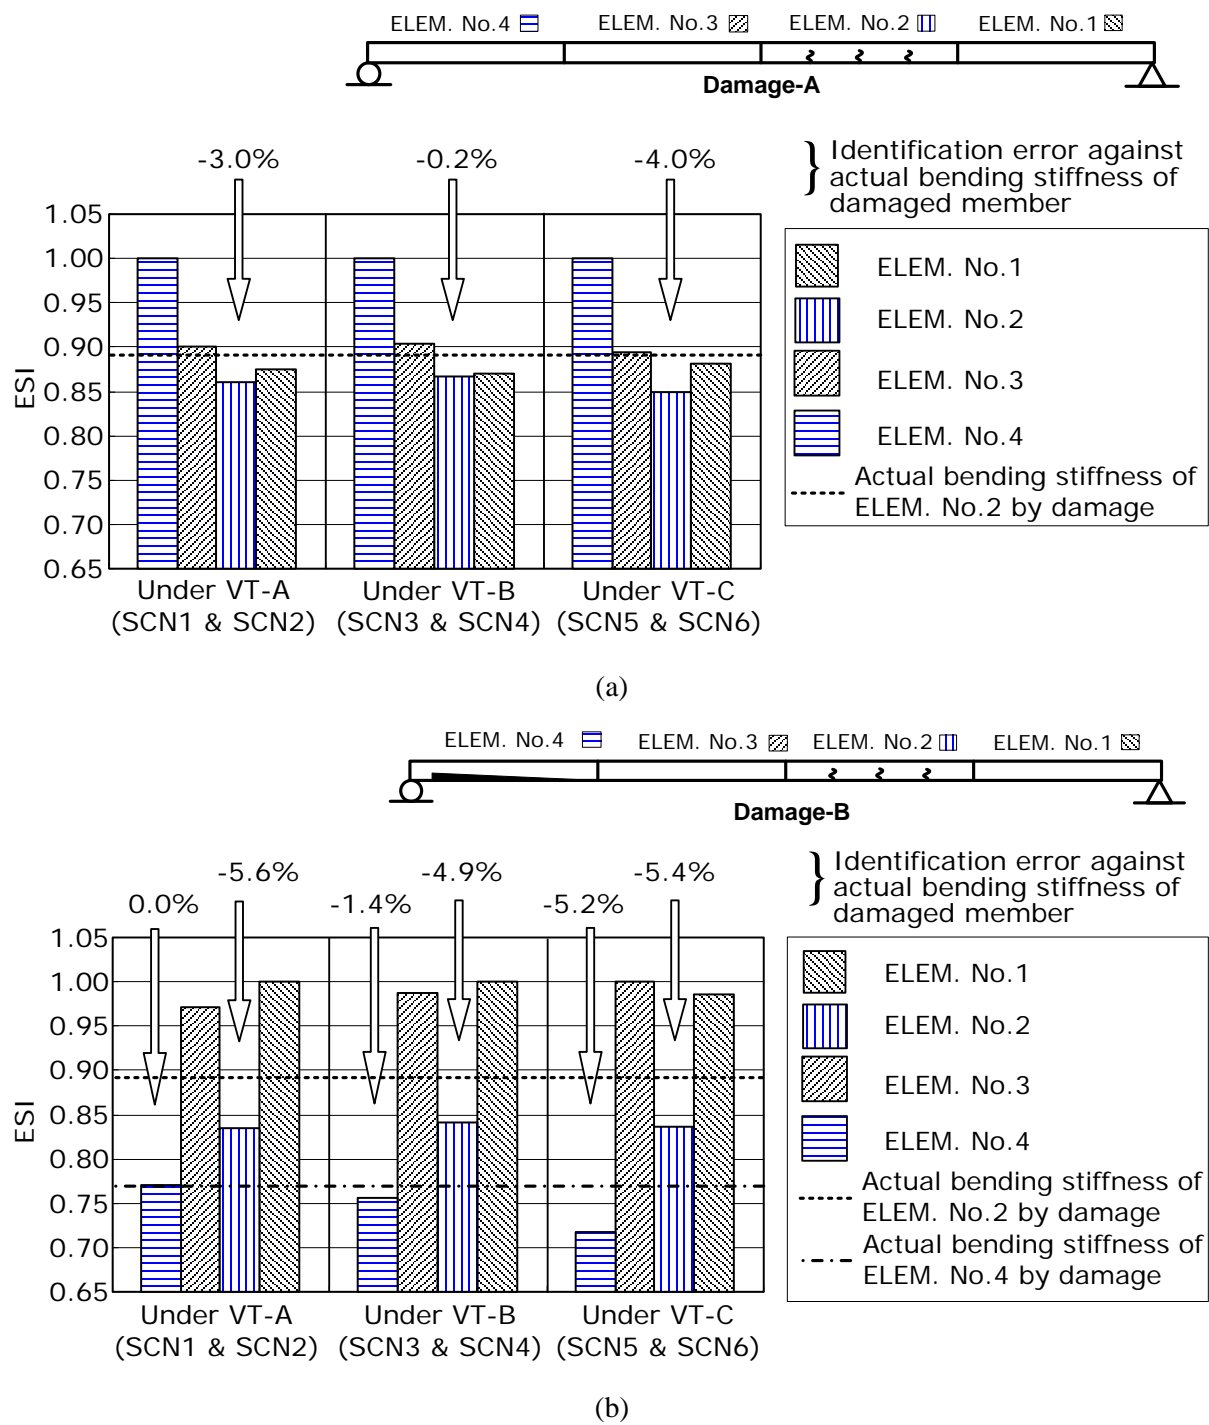 ELEM. No.4 ELEM. No.3 ELEM. No.2 ELEM. No.1
Damage-A
-3.0% -0.2% -4.0%
} Identification error against
actual bending stiffness of
damaged member
1.05
1.00
0.95
0.90
0.85
0.80
0.75
0.70
0.65
ESI
ELEM. No.1
ELEM. No.2
ELEM. No.3
ELEM. No.4
Actual bending stiffness of
ELEM. No.2 by damage
Under VT-A Under VT-B Under VT-C
(SCN1 & SCN2) (SCN3 & SCN4) (SCN5 & SCN6)
(a)
ELEM. No.4 ELEM. No.3 ELEM. No.2 ELEM. No.1
Damage-B
-5.6% -4.9% -5.4%
0.0% -1.4% -5.2%
} Identification error against
actual bending stiffness of
damaged member
1.05
1.00
0.95
0.90
0.85
0.80
0.75
0.70
0.65
ESI
ELEM. No.1
ELEM. No.2
ELEM. No.3
ELEM. No.4
Actual bending stiffness of
ELEM. No.2 by damage
Actual bending stiffness of
ELEM. No.4 by damage
Under VT-A Under VT-B Under VT-C
(SCN1 & SCN2) (SCN3 & SCN4) (SCN5 & SCN6)
(b)